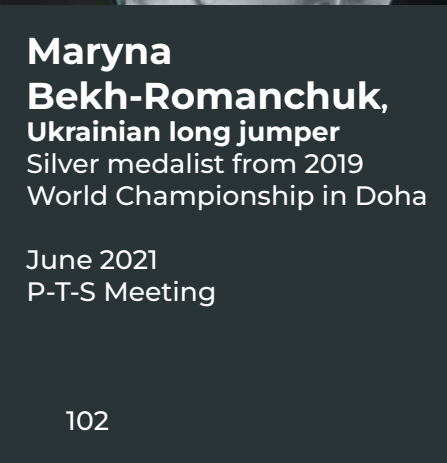 Maryna
Bekh-Romanchuk,
Ukrainian long jumper
Silver medalist from 2019
World Championship in Doha
June 2021
P-T-S Meeting
102